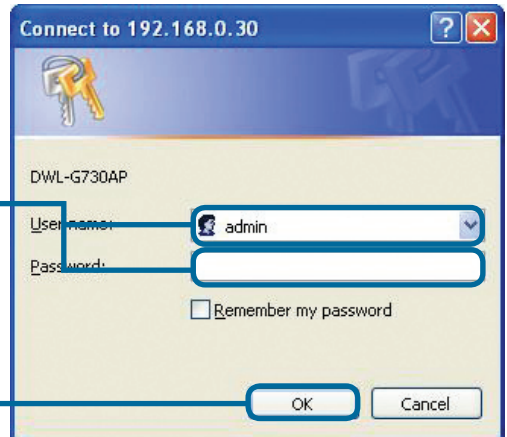 Connect to 192.168.0.30
DWL-G730AP
User name: admin
Password:
Remember my password
OK Cancel